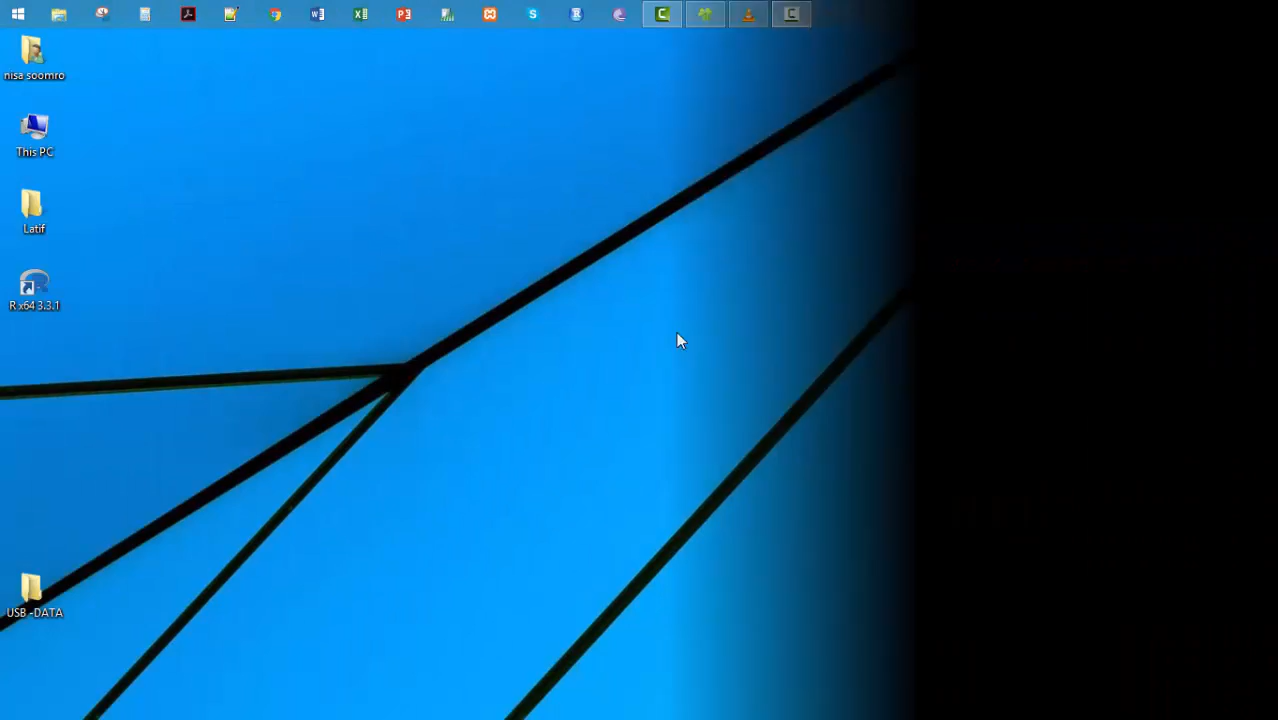 nisa soomro
This PC
Latif
R x64 3.3.1
USB -DATA